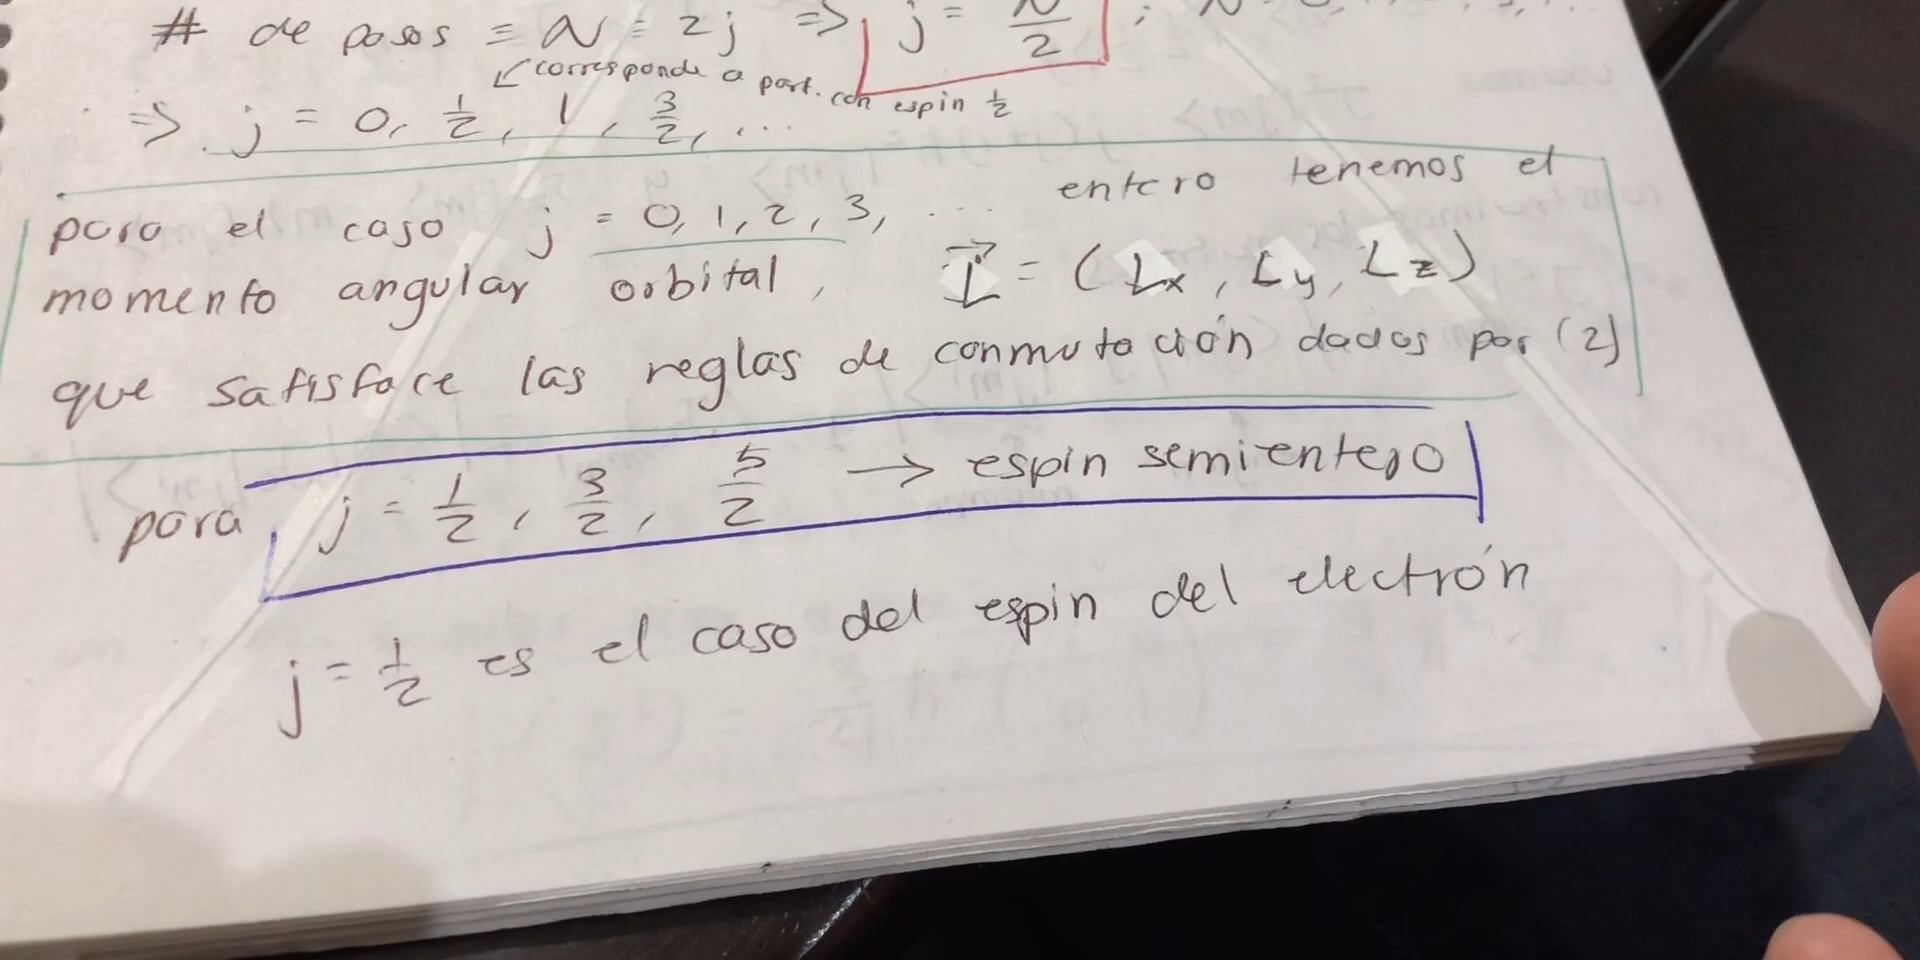 # de pasos ≡ N = 2j ⇒ j = N/2 ;
↙ corresponde a part. con espin 1/2
⇒ j = 0, 1/2, 1, 3/2, ...
para el caso j = 0, 1, 2, 3, ... entero tenemos el
momento angular orbital, L⃗ = (Lx, Ly, Lz)
que satisface las reglas de conmutación dadas por (2)
para j = 1/2, 3/2, 5/2 → espin semientero
j = 1/2 es el caso del espin del electrón